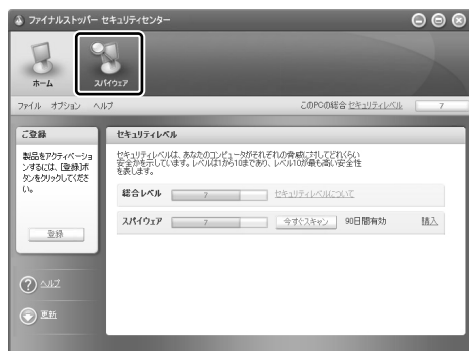 ファイナルストッパー セキュリティセンター
ホーム
スパイウェア
ファイル オプション ヘルプ
このPCの総合 セキュリティレベル 7
ご登録
製品をアクティベーショ
ンするには、[登録]ボ
タンをクリックしてくださ
い。
登録
ヘルプ
更新
セキュリティレベル
セキュリティレベルは、あなたのコンピュータがそれぞれの脅威に対してどれくらい
安全かを示しています。レベルは1から10まであり、レベル10が最も高い安全性
を表します。
総合レベル 7 セキュリティレベルについて
スパイウェア 7 今すぐスキャン 90日間有効 購入